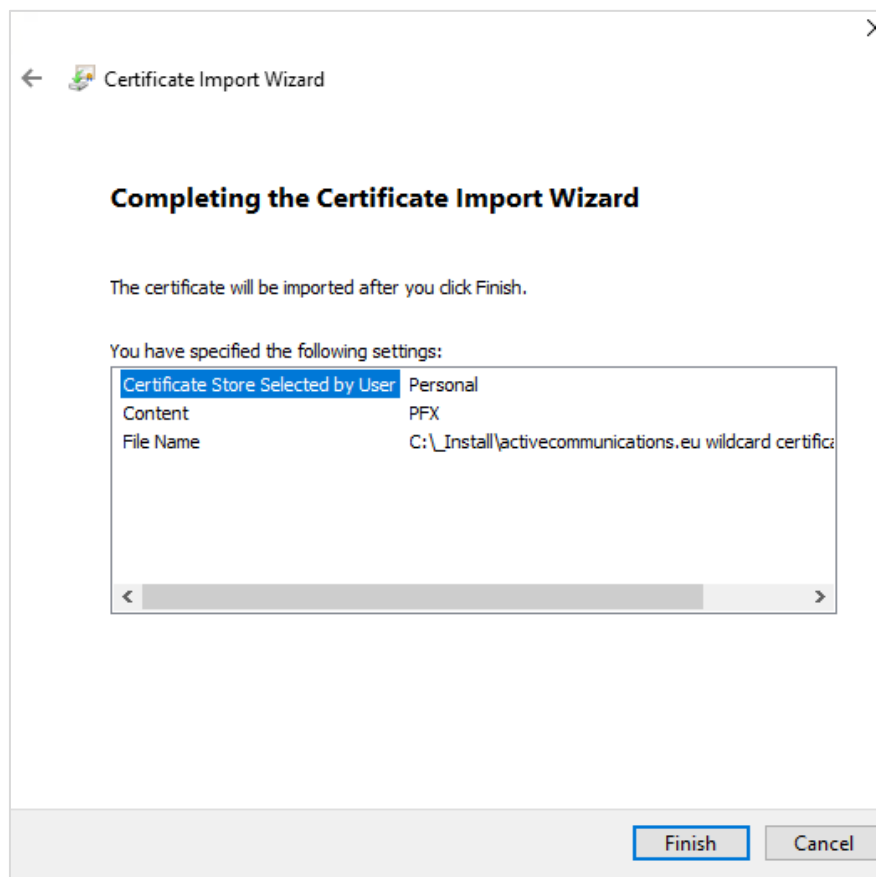 Certificate Import Wizard
Completing the Certificate Import Wizard
The certificate will be imported after you click Finish.
You have specified the following settings:
Certificate Store Selected by User Personal
Content PFX
File Name C:\_Install\activecommunications.eu wildcard certifica
Finish Cancel